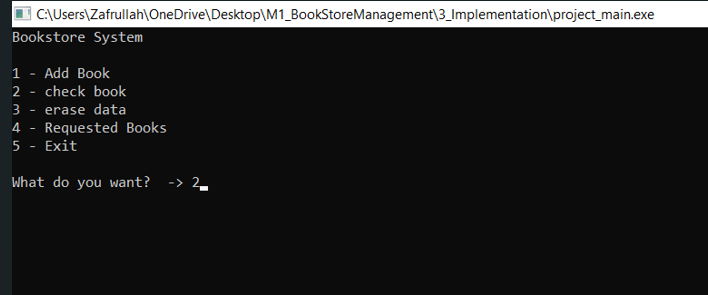 C:\Users\Zafrullah\OneDrive\Desktop\M1_BookStoreManagement\3_Implementation\project_main.exe
Bookstore System
1 - Add Book
2 - check book
3 - erase data
4 - Requested Books
5 - Exit
What do you want?  -> 2